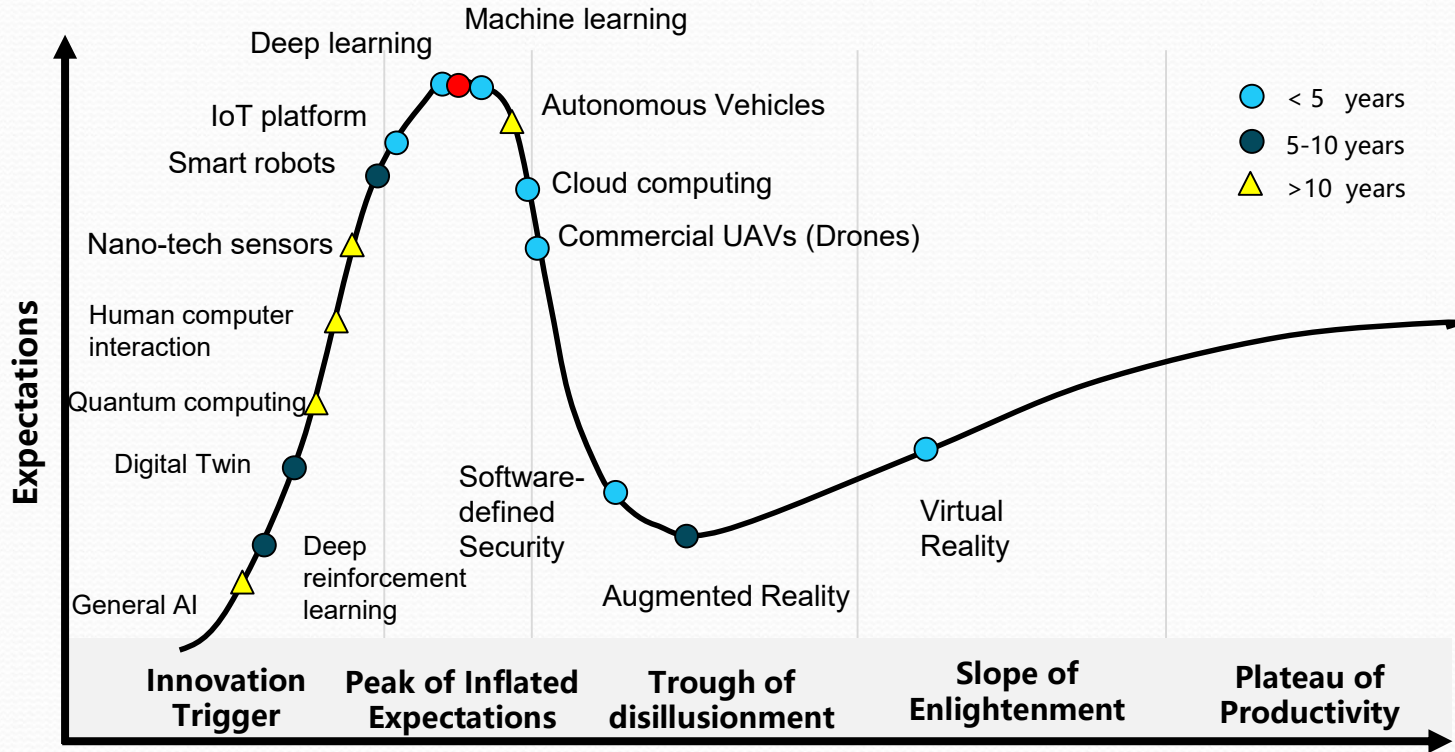 Machine learning
Deep learning
IoT platform
Autonomous Vehicles
Smart robots
Cloud computing
Nano-tech sensors
Commercial UAVs (Drones)
Human computer
interaction
Quantum computing
Digital Twin
Software-
defined
Security
Deep
reinforcement
learning
General AI
Augmented Reality
Virtual
Reality
< 5 years
5-10 years
>10 years
Expectations
Innovation
Trigger
Peak of Inflated
Expectations
Trough of
disillusionment
Slope of
Enlightenment
Plateau of
Productivity